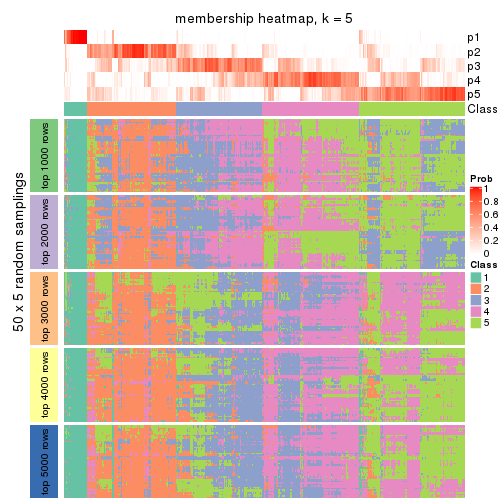 membership heatmap, k = 5
p1
p2
p3
p4
p5
Class
50 x 5 random samplings
top 1000 rows
top 2000 rows
top 3000 rows
top 4000 rows
top 5000 rows
Prob
1
0.8
0.6
0.4
0.2
0
Class
1
2
3
4
5